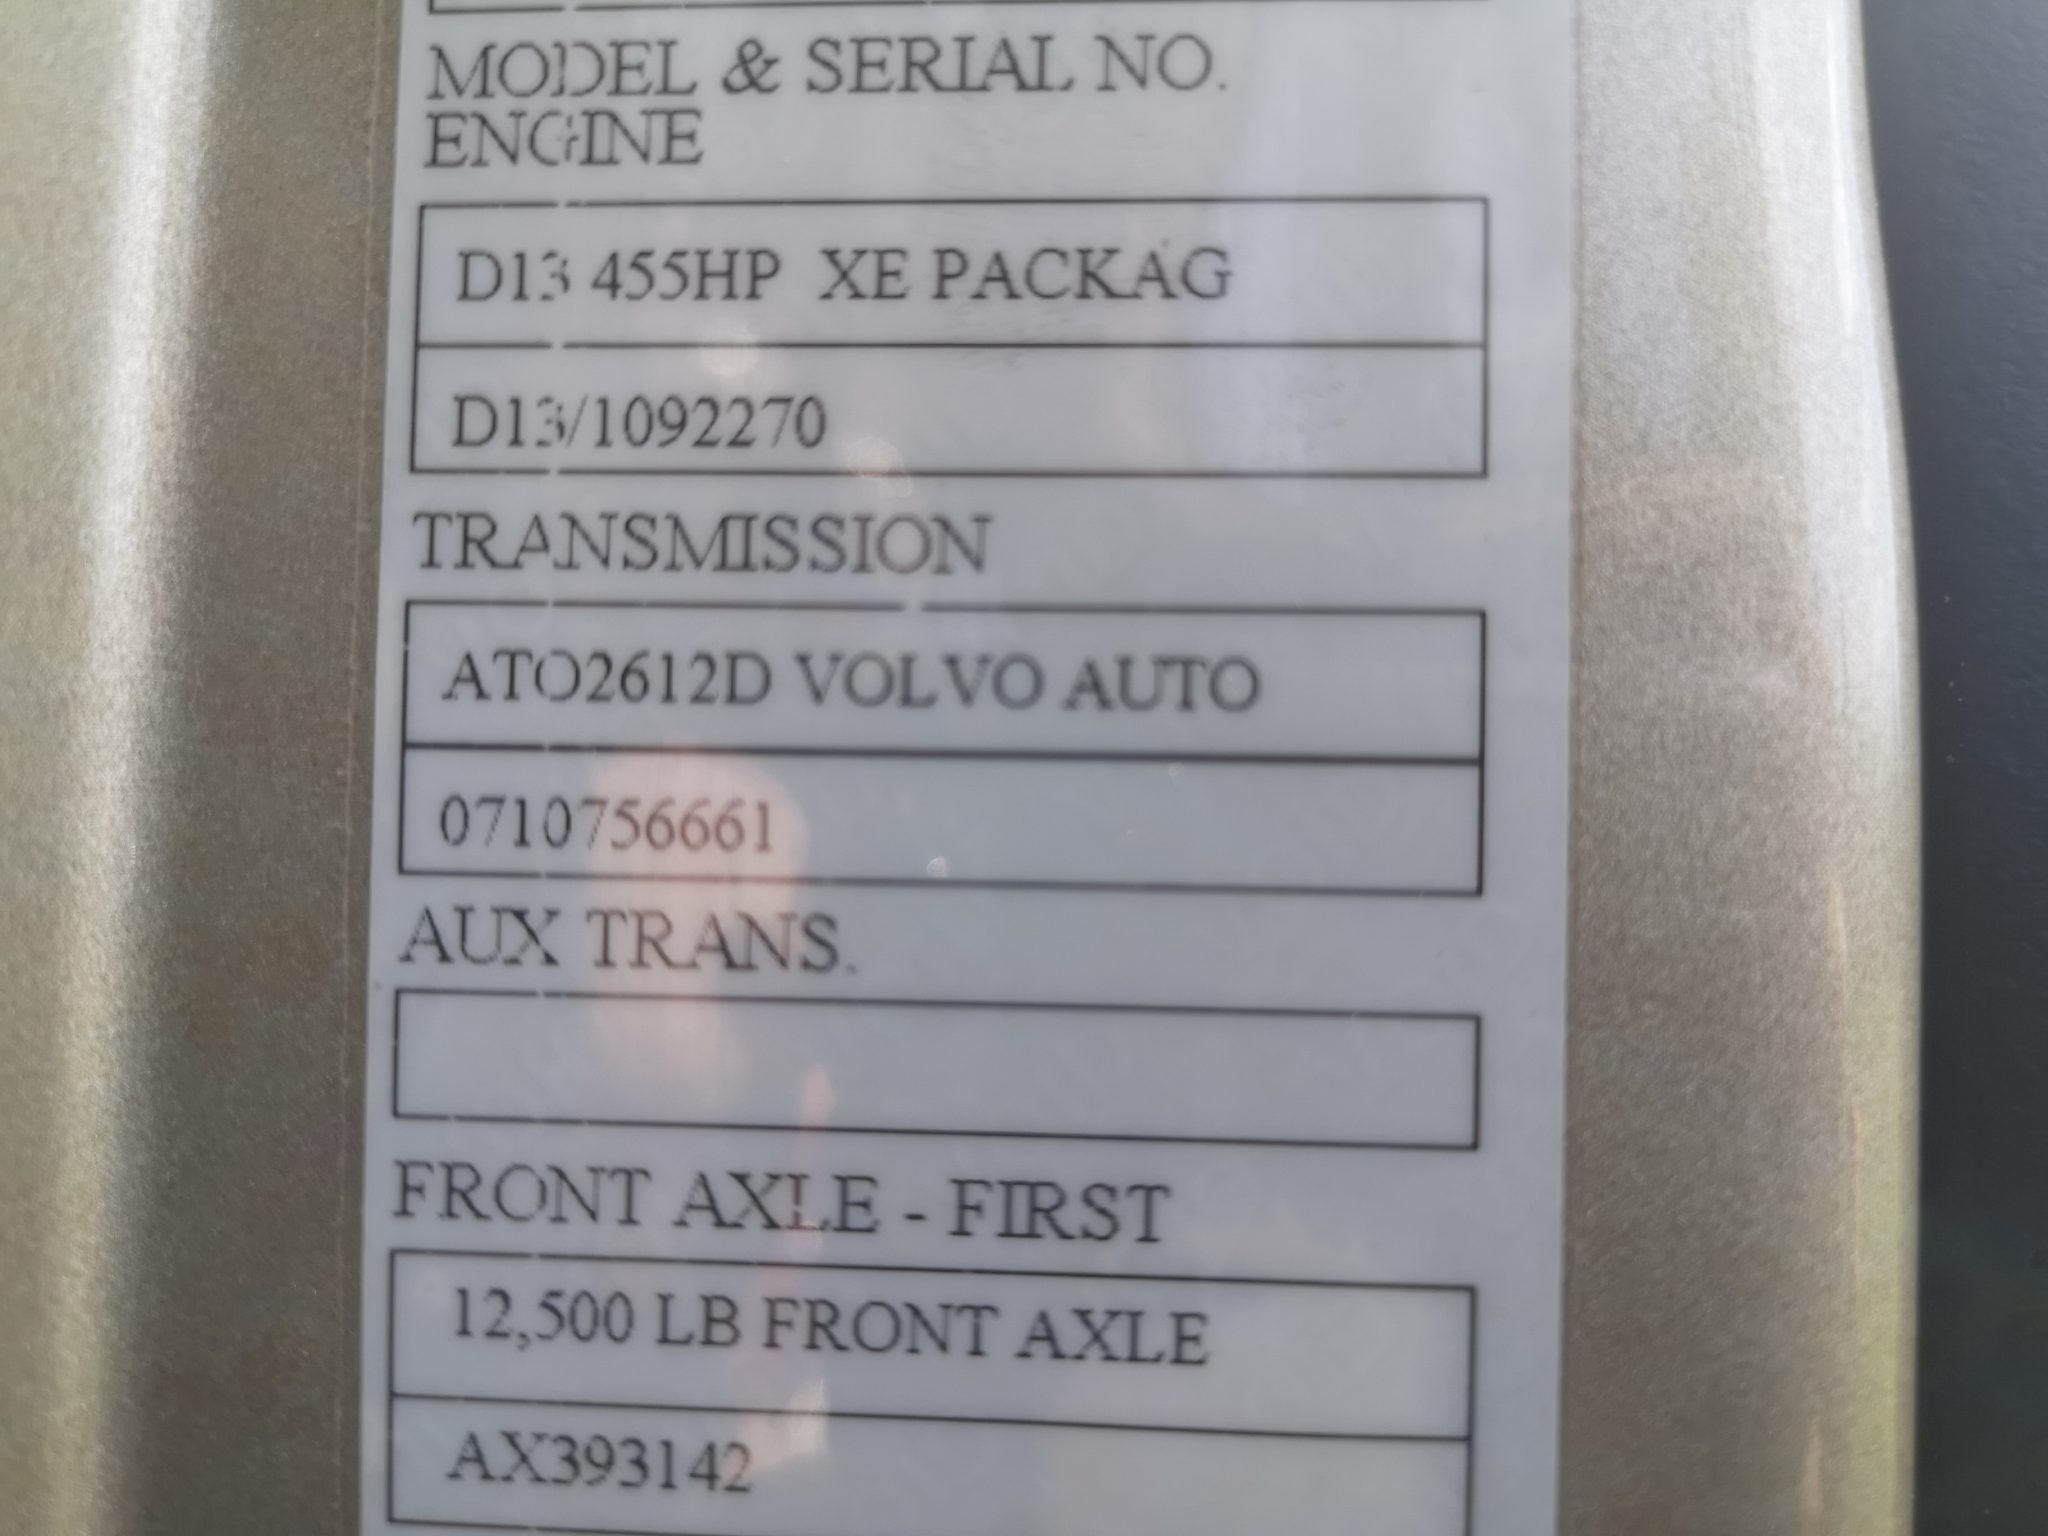 MODEL & SERIAL NO.
ENGINE
D13 455HP  XE PACKAG
D13/1092270
TRANSMISSION
ATO2612D VOLVO AUTO
0710756661
AUX TRANS.
FRONT AXLE - FIRST
12,500 LB FRONT AXLE
AX393142